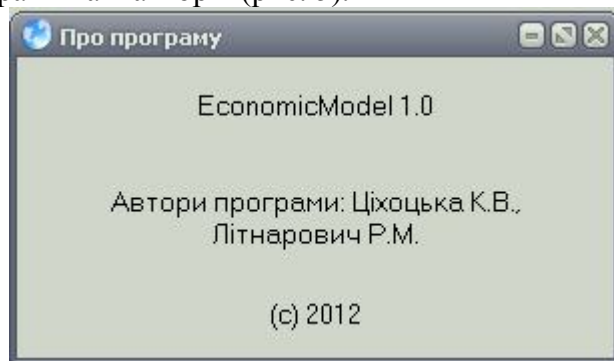 Про програму
EconomicModel 1.0
Автори програми: Ціхоцька К.В.,
Літнарович Р.М.
(c) 2012